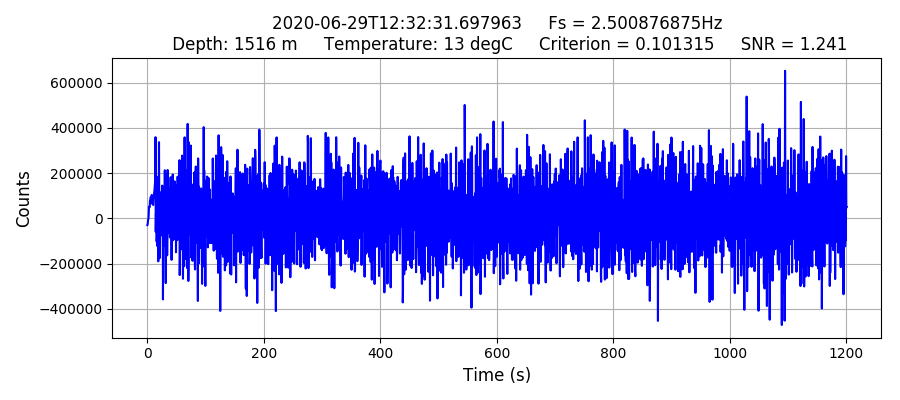 2020-06-29T12:32:31.697963 Fs = 2.500876875Hz
Depth: 1516 m Temperature: 13 degC Criterion = 0.101315 SNR = 1.241
600000
400000
200000
0
−200000
−400000
Counts
0 200 400 600 800 1000 1200
Time (s)